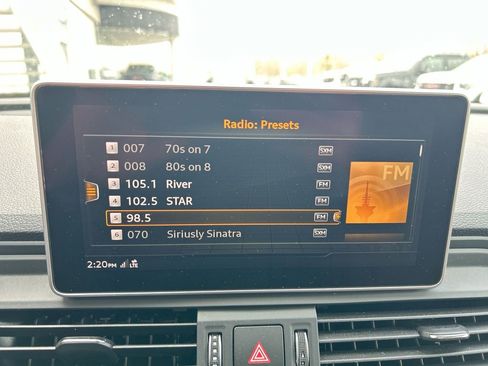 Radio: Presets
1 007 70s on 7 SXM
2 008 80s on 8 SXM
3 105.1 River FM
4 102.5 STAR FM
5 98.5 FM
6 070 Siriusly Sinatra SXM
FM
2:20PM LTE